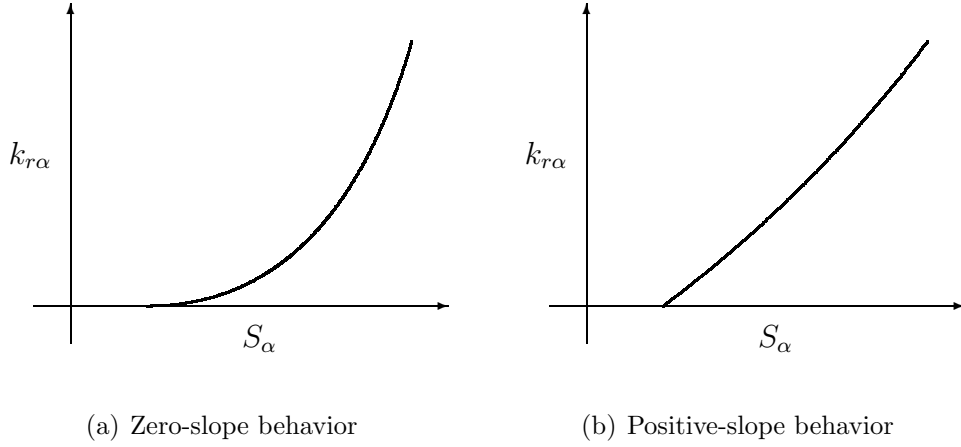 k_{rα}
S_α
(a) Zero-slope behavior
k_{rα}
S_α
(b) Positive-slope behavior